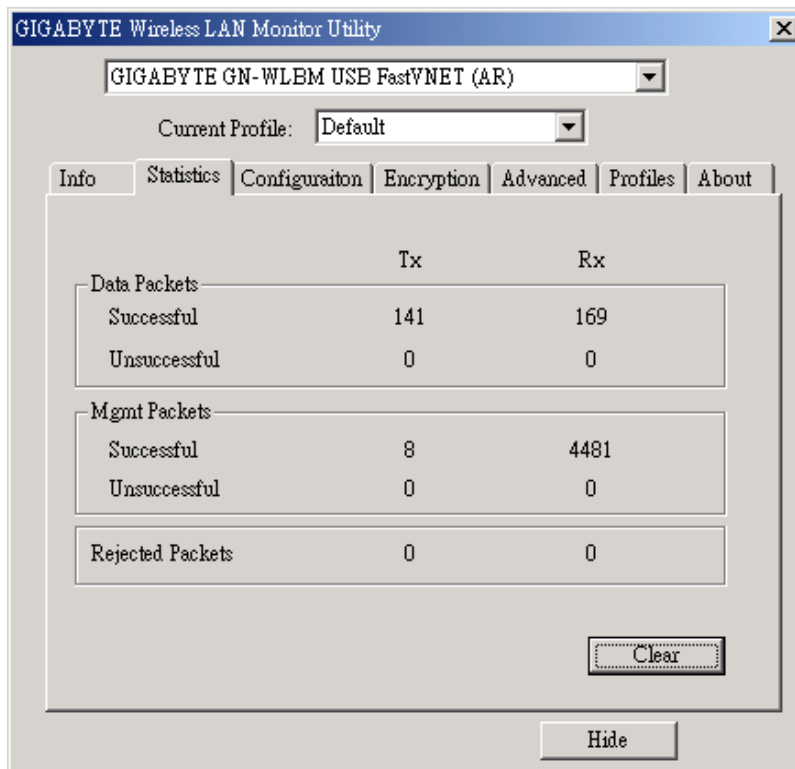 GIGABYTE Wireless LAN Monitor Utility
GIGABYTE GN-WLBM USB FastVNET (AR)
Current Profile: Default
Info Statistics Configuraiton Encryption Advanced Profiles About
Tx Rx
Data Packets
Successful 141 169
Unsuccessful 0 0
Mgmt Packets
Successful 8 4481
Unsuccessful 0 0
Rejected Packets 0 0
Clear
Hide